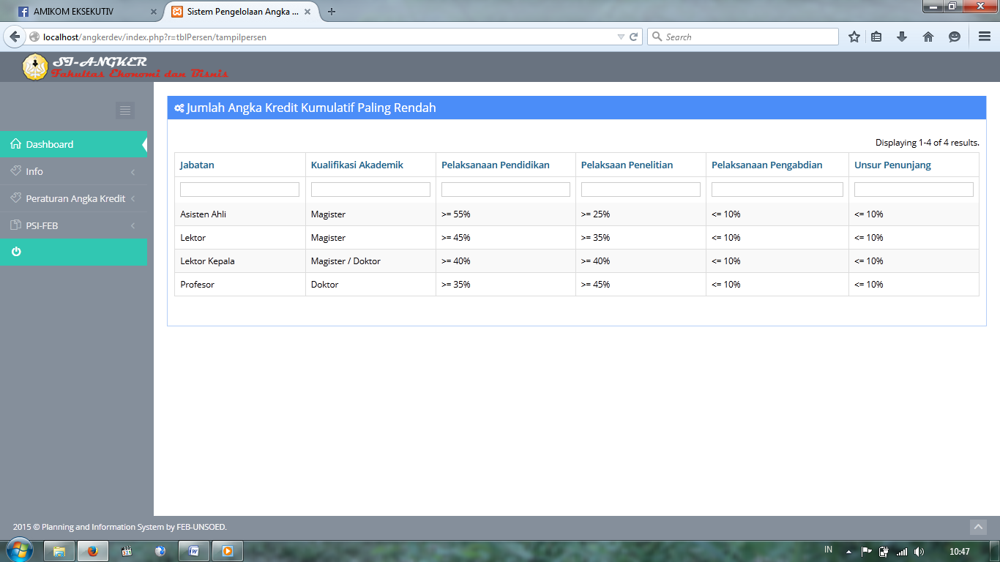 AMIKOM EKSEKUTIV
Sistem Pengelolaan Angka ...
localhost/angkerdev/index.php?r=tblPersen/tampilpersen
Search
SI-ANGKER
Fakultas Ekonomi dan Bisnis
Dashboard
Info
Peraturan Angka Kredit
PSI-FEB
Jumlah Angka Kredit Kumulatif Paling Rendah
Displaying 1-4 of 4 results.
Jabatan Kualifikasi Akademik Pelaksanaan Pendidikan Pelaksaan Penelitian Pelaksanaan Pengabdian Unsur Penunjang
Asisten Ahli Magister >= 55% >= 25% <= 10% <= 10%
Lektor Magister >= 45% >= 35% <= 10% <= 10%
Lektor Kepala Magister / Doktor >= 40% >= 40% <= 10% <= 10%
Profesor Doktor >= 35% >= 45% <= 10% <= 10%
2015 © Planning and Information System by FEB-UNSOED.
IN
10:47